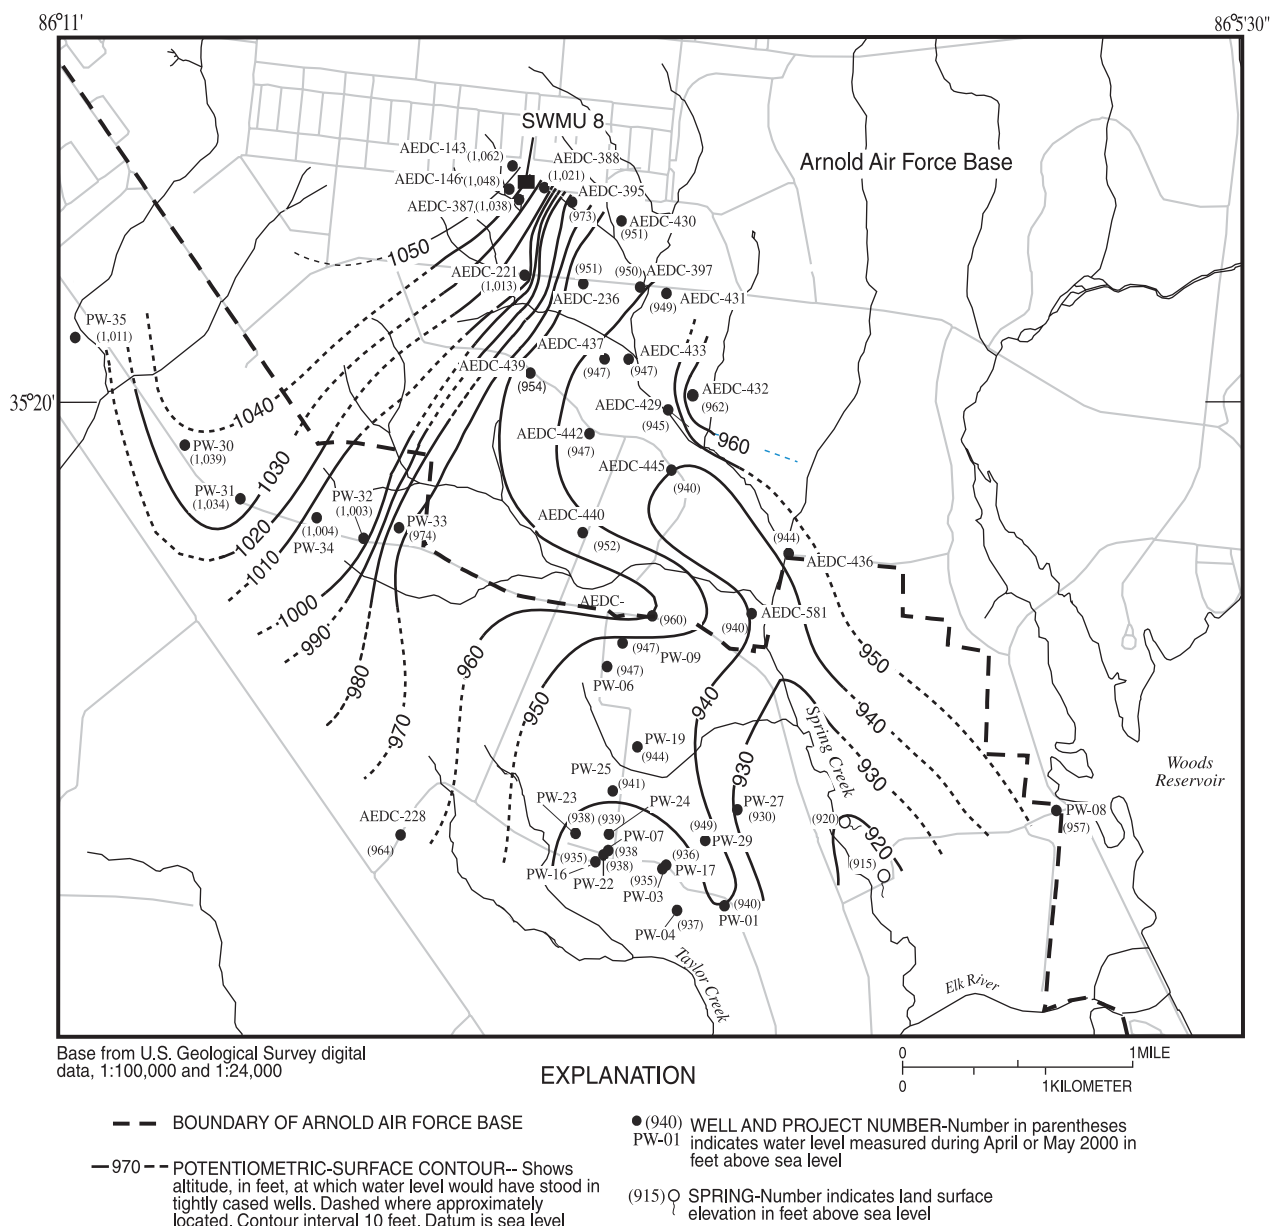 86°11'
86°5'30"
SWMU 8
AEDC-143
(1,062)
AEDC-388
(1,021)
Arnold Air Force Base
AEDC-146
(1,048)
AEDC-395
(973)
AEDC-387
(1,038)
AEDC-430
(951)
1050
AEDC-221
(1,013)
(951)
AEDC-236
(950)
AEDC-397
(949)
AEDC-431
PW-35
(1,011)
AEDC-437
(947)
AEDC-433
(947)
AEDC-439
(954)
AEDC-432
(962)
35°20'
1040
AEDC-429
(945)
AEDC-442
(947)
960
PW-30
(1,039)
1030
AEDC-445
(940)
PW-31
(1,034)
PW-32
(1,003)
(1,004)
PW-34
PW-33
(974)
AEDC-440
(952)
1020
1010
(944)
AEDC-436
1000
990
AEDC-
(960)
AEDC-581
(940)
(947)
PW-09
(947)
PW-06
960
950
980
970
950
940
940
930
930
Spring Creek
PW-19
(944)
Woods
Reservoir
PW-25
(941)
PW-23
(938)
PW-24
(939)
PW-27
(930)
PW-08
(957)
AEDC-228
(964)
PW-07
(938
(949)
PW-29
(920)
920
(935)
PW-16
(938)
PW-22
(936)
PW-17
(935)
PW-03
(915)
(940)
PW-01
PW-04
(937)
Taylor Creek
Elk River
Base from U.S. Geological Survey digital
data, 1:100,000 and 1:24,000
0
1 MILE
0
1 KILOMETER
EXPLANATION
BOUNDARY OF ARNOLD AIR FORCE BASE
970
POTENTIOMETRIC-SURFACE CONTOUR-- Shows
altitude, in feet, at which water level would have stood in
tightly cased wells. Dashed where approximately
located. Contour interval 10 feet. Datum is sea level
(940)
PW-01
WELL AND PROJECT NUMBER-Number in parentheses
indicates water level measured during April or May 2000 in
feet above sea level
(915)
SPRING-Number indicates land surface
elevation in feet above sea level